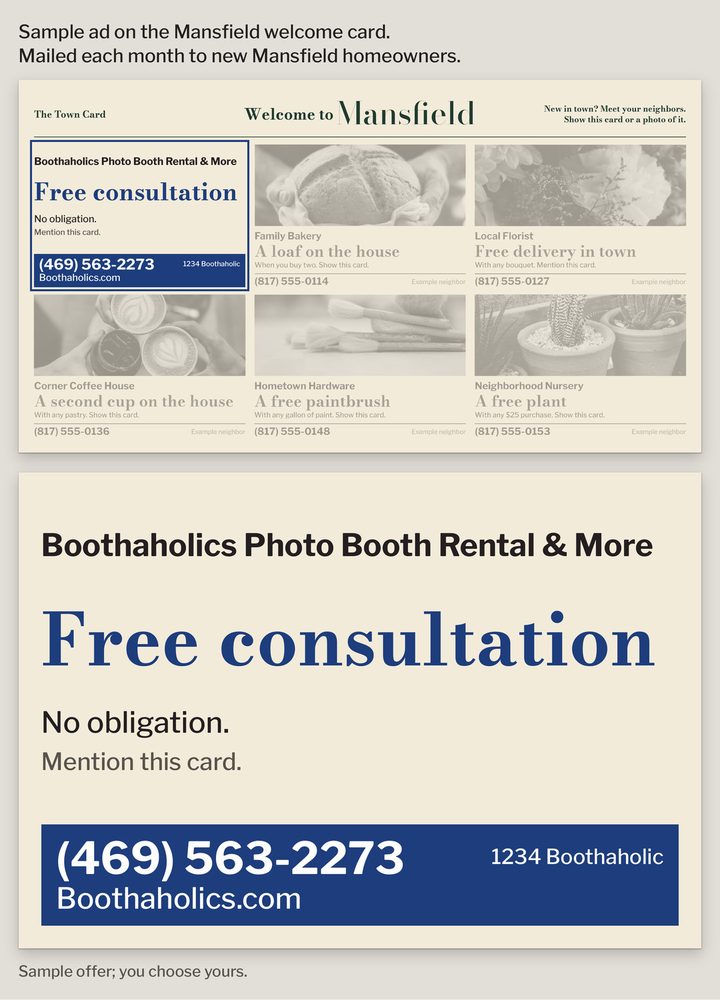 Sample ad on the Mansfield welcome card.
Mailed each month to new Mansfield homeowners.
The Town Card
Welcome to Mansfield
New in town? Meet your neighbors.
Show this card or a photo of it.
Boothaholics Photo Booth Rental & More
Free consultation
No obligation.
Mention this card.
(469) 563-2273
1234 Boothaholic
Boothaholics.com
Family Bakery
A loaf on the house
When you buy two. Show this card.
(817) 555-0114
Example neighbor
Local Florist
Free delivery in town
With any bouquet. Mention this card.
(817) 555-0127
Example neighbor
Corner Coffee House
A second cup on the house
With any pastry. Show this card.
(817) 555-0136
Example neighbor
Hometown Hardware
A free paintbrush
With any gallon of paint. Show this card.
(817) 555-0148
Example neighbor
Neighborhood Nursery
A free plant
With any $25 purchase. Show this card.
(817) 555-0153
Example neighbor
Boothaholics Photo Booth Rental & More
Free consultation
No obligation.
Mention this card.
(469) 563-2273
1234 Boothaholic
Boothaholics.com
Sample offer; you choose yours.